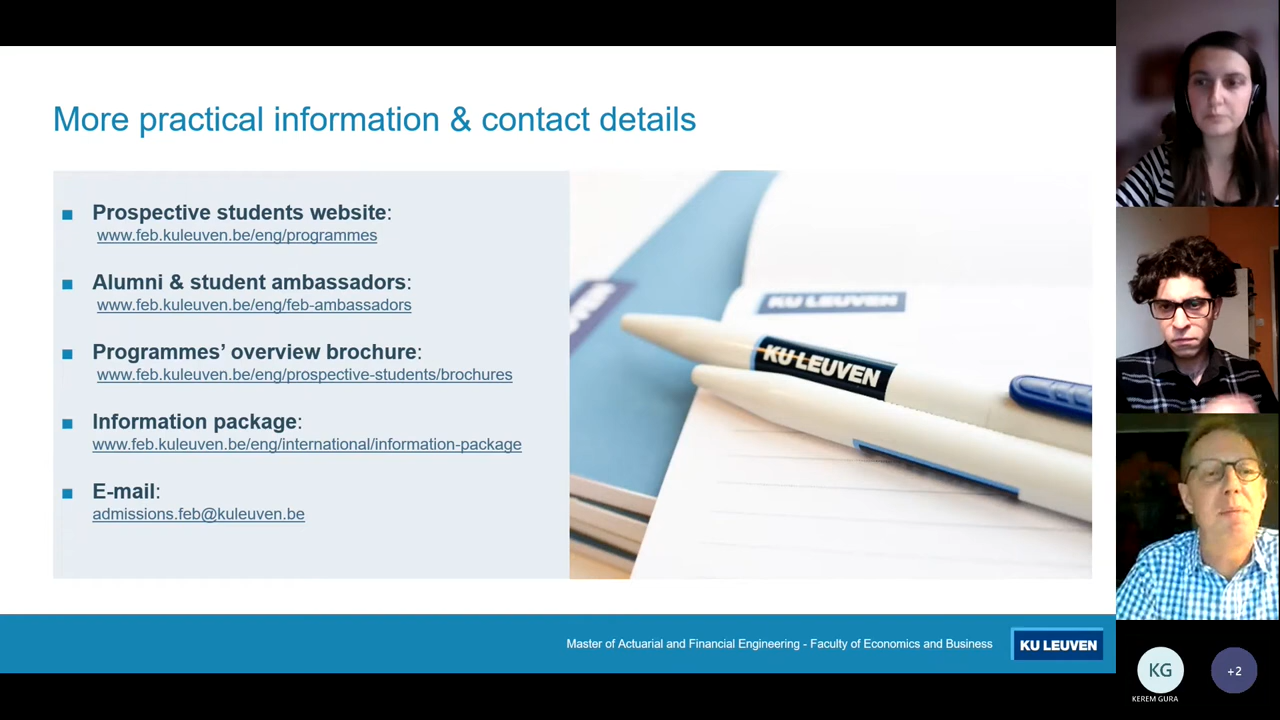 More practical information & contact details
Prospective students website:
www.feb.kuleuven.be/eng/programmes
Alumni & student ambassadors:
www.feb.kuleuven.be/eng/feb-ambassadors
Programmes’ overview brochure:
www.feb.kuleuven.be/eng/prospective-students/brochures
Information package:
www.feb.kuleuven.be/eng/international/information-package
E-mail:
admissions.feb@kuleuven.be
UVEN
KU LEUVEN
KU LEUVEN
Master of Actuarial and Financial Engineering - Faculty of Economics and Business
KU LEUVEN
KG
+2
KEREM GURA